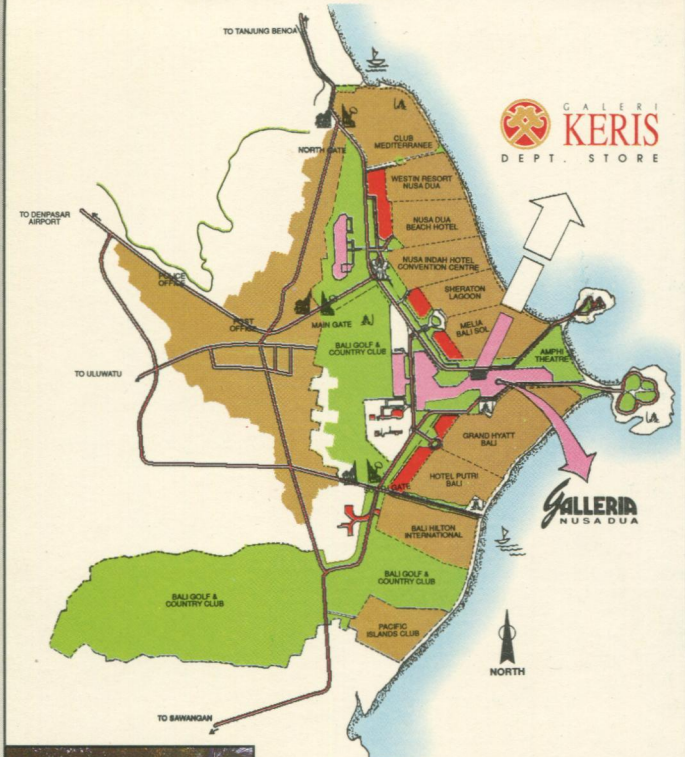 TO TANJUNG BENOA
GALERI
KERIS
DEPT. STORE
NORTH GATE
CLUB
MEDITERRANEE
WESTIN RESORT
NUSA DUA
NUSA DUA
BEACH HOTEL
TO DENPASAR
AIRPORT
NUSA INDAH HOTEL
CONVENTION CENTRE
POLICE
OFFICE
SHERATON
LAGOON
POST
OFFICE
MAIN GATE
MELIA
BALI SOL
BALI GOLF &
COUNTRY CLUB
AMPHI
THEATRE
TO ULUWATU
GRAND HYATT
BALI
HOTEL PUTRI
BALI
GATE
GALLERIA
NUSA DUA
BALI HILTON
INTERNATIONAL
BALI GOLF &
COUNTRY CLUB
BALI GOLF &
COUNTRY CLUB
PACIFIC
ISLANDS CLUB
NORTH
TO SAWANGAN